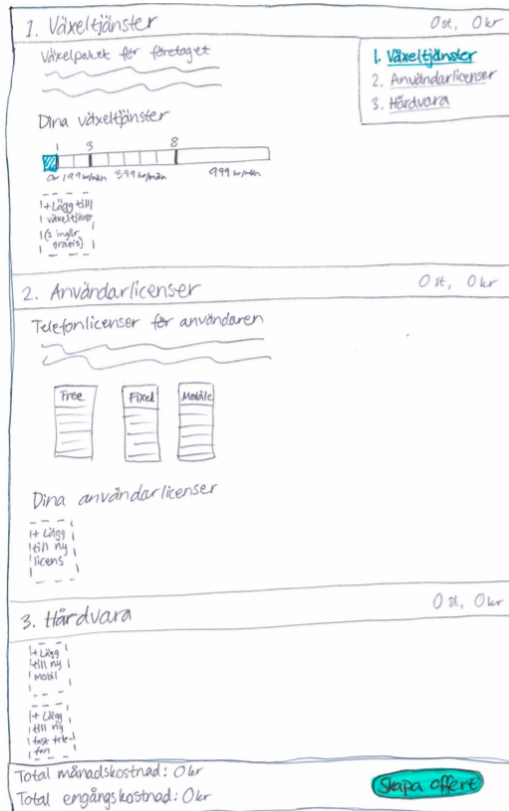 1. Växeltjänster 0 st, 0 kr
Växelpaket för företaget
1. Växeltjänster
2. Användarlicenser
3. Hårdvara
Dina växeltjänster
1 3 8
0kr 199 kr/mån 399 kr/mån 999 kr/mån
+ Lägg till
växeltjänst
(1 ingår
gratis)
2. Användarlicenser 0 st, 0 kr
Telefonlicenser för användaren
Free Fixed Mobile
Dina användarlicenser
+ Lägg
till ny
licens
3. Hårdvara 0 st, 0 kr
+ Lägg
till ny
mobil
+ Lägg
till ny
fast tele-
fon
Total månadskostnad: 0 kr
Total engångskostnad: 0 kr
Skapa offert